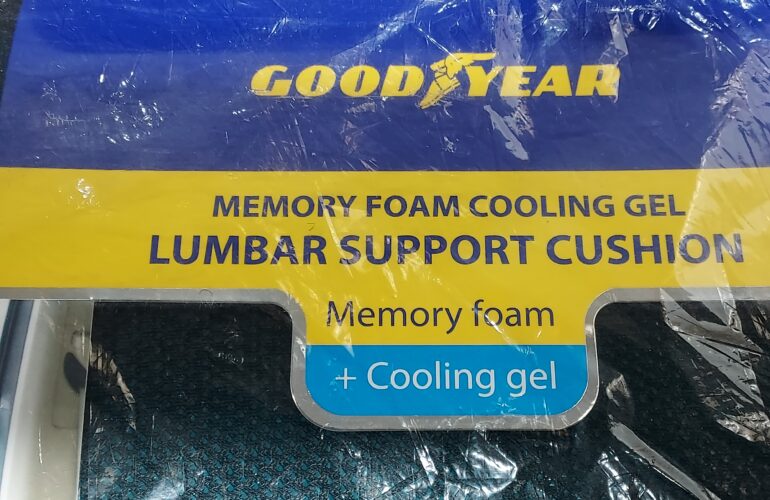 GOODYEAR
MEMORY FOAM COOLING GEL
LUMBAR SUPPORT CUSHION
Memory foam
+ Cooling gel